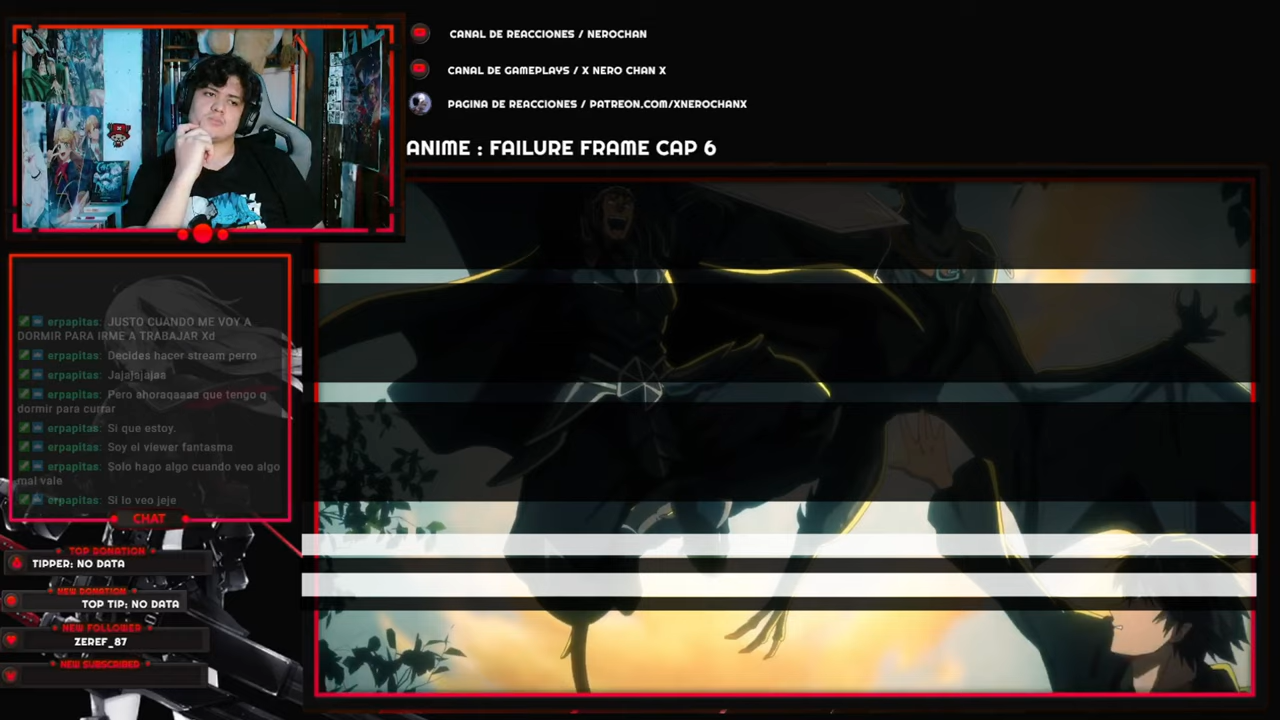 CANAL DE REACCIONES / NEROCHAN
CANAL DE GAMEPLAYS / X NERO CHAN X
PAGINA DE REACCIONES / PATREON.COM/XNEROCHANX
ANIME : FAILURE FRAME CAP 6
erpapitas: JUSTO CUANDO ME VOY A
DORMIR PARA IRME A TRABAJAR Xd
erpapitas: Decides hacer stream perro
erpapitas: Jajajajajaa
erpapitas: Pero ahoraqaaaa que tengo q
dormir para currar
erpapitas: Si que estoy.
erpapitas: Soy el viewer fantasma
erpapitas: Solo hago algo cuando veo algo
mal vale
erpapitas: Si lo veo jeje
CHAT
TOP DONATION
TIPPER: NO DATA
NEW DONATION
TOP TIP: NO DATA
NEW FOLLOWER
ZEREF_87
NEW SUBSCRIBED